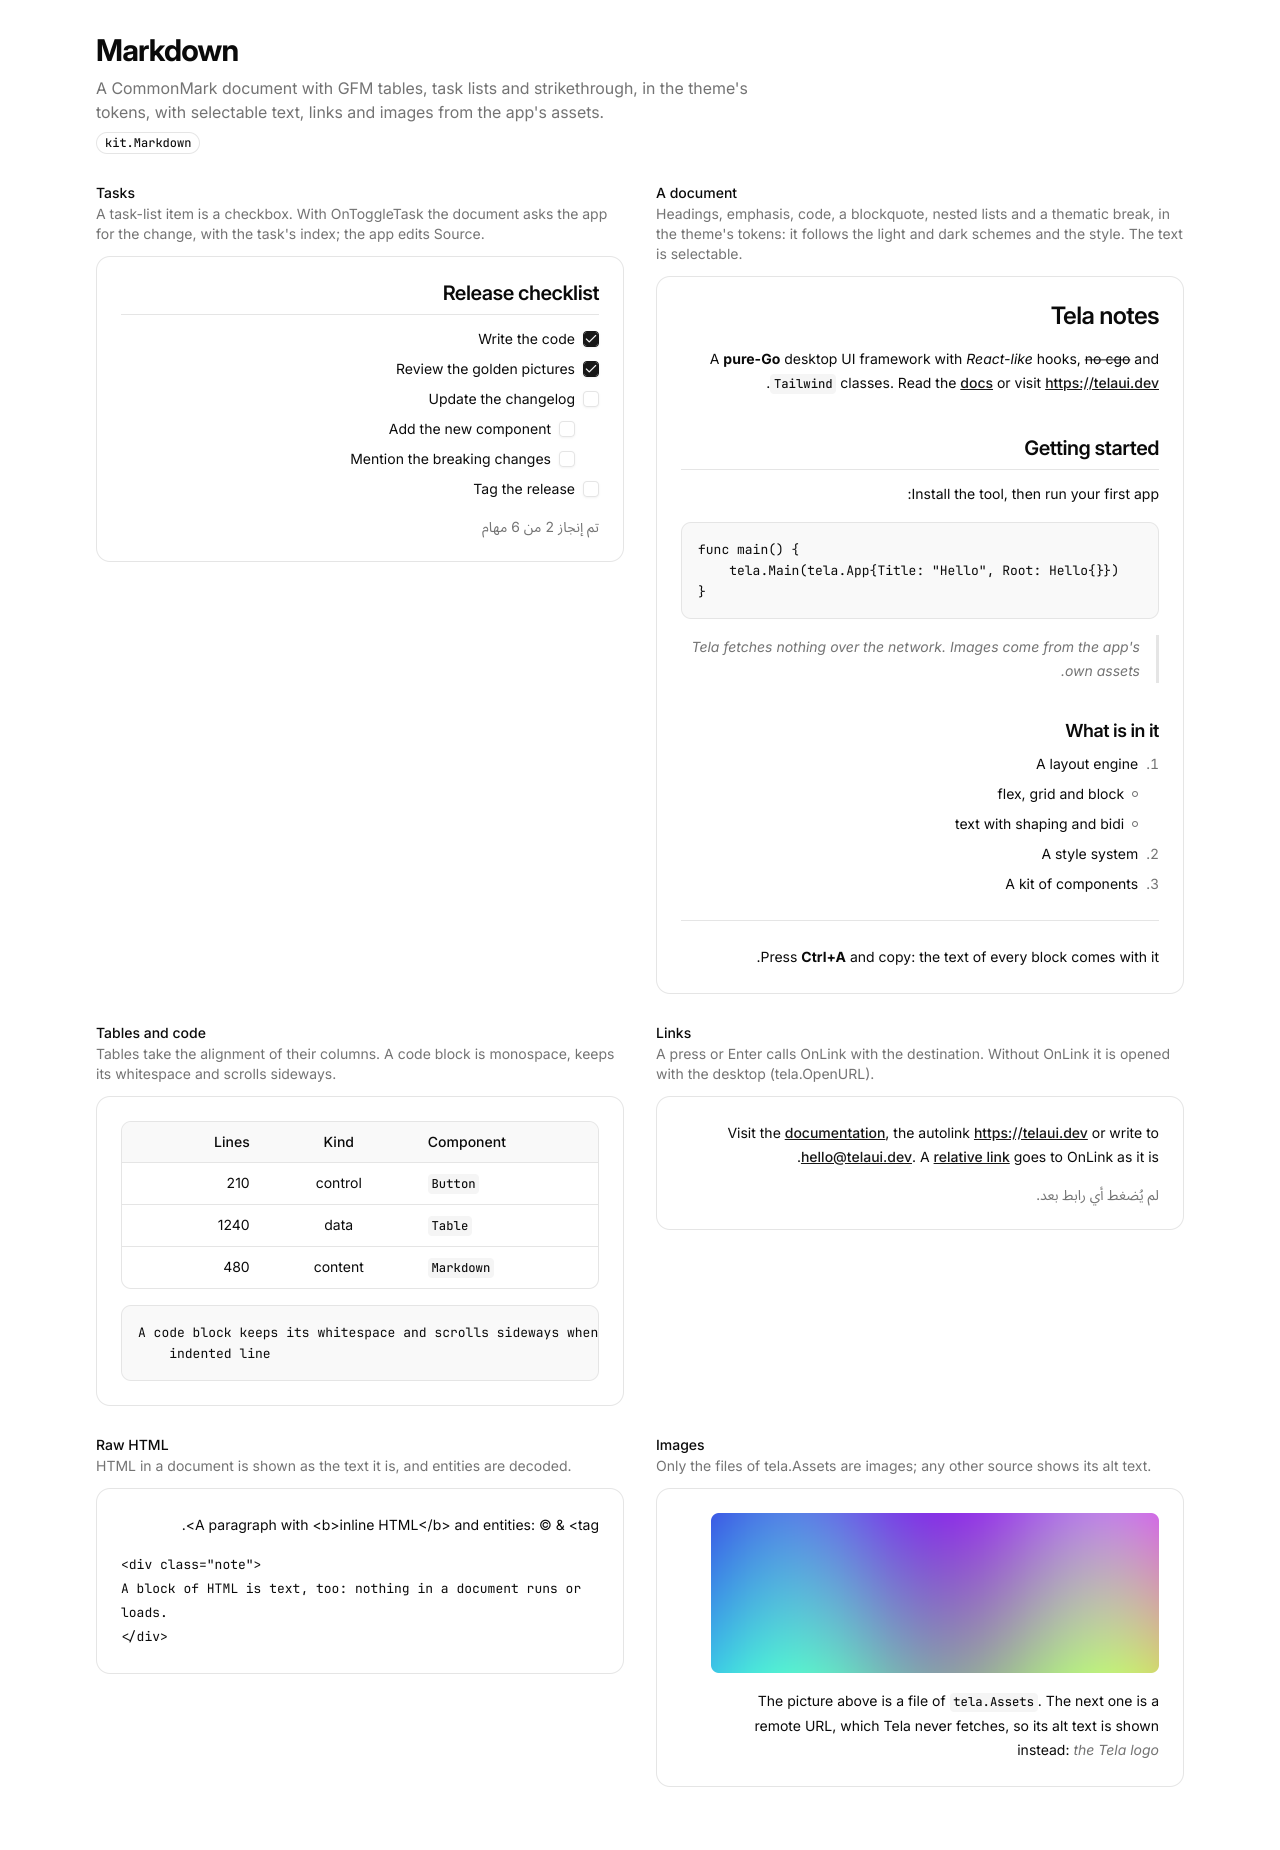 Markdown
A CommonMark document with GFM tables, task lists and strikethrough, in the theme's
tokens, with selectable text, links and images from the app's assets.
kit.Markdown
Tasks
A task-list item is a checkbox. With OnToggleTask the document asks the app
for the change, with the task's index; the app edits Source.
Release checklist
Write the code
Review the golden pictures
Update the changelog
Add the new component
Mention the breaking changes
Tag the release
تم إنجاز 2 من 6 مهام
A document
Headings, emphasis, code, a blockquote, nested lists and a thematic break, in
the theme's tokens: it follows the light and dark schemes and the style. The text
is selectable.
Tela notes
A pure-Go desktop UI framework with React-like hooks, no cgo and
.Tailwind classes. Read the docs or visit https://telaui.dev
Getting started
:Install the tool, then run your first app
func main() {
    tela.Main(tela.App{Title: "Hello", Root: Hello{}})
}
Tela fetches nothing over the network. Images come from the app's
.own assets
What is in it
A layout engine .1
flex, grid and block
text with shaping and bidi
A style system .2
A kit of components .3
.Press Ctrl+A and copy: the text of every block comes with it
Tables and code
Tables take the alignment of their columns. A code block is monospace, keeps
its whitespace and scrolls sideways.
Lines Kind Component
210 control Button
1240 data Table
480 content Markdown
A code block keeps its whitespace and scrolls sideways when
    indented line
Links
A press or Enter calls OnLink with the destination. Without OnLink it is opened
with the desktop (tela.OpenURL).
Visit the documentation, the autolink https://telaui.dev or write to
.hello@telaui.dev. A relative link goes to OnLink as it is
لم يُضغط أي رابط بعد.
Raw HTML
HTML in a document is shown as the text it is, and entities are decoded.
.<A paragraph with <b>inline HTML</b> and entities: © & <tag
<div class="note">
A block of HTML is text, too: nothing in a document runs or
loads.
</div>
Images
Only the files of tela.Assets are images; any other source shows its alt text.
The picture above is a file of tela.Assets. The next one is a
remote URL, which Tela never fetches, so its alt text is shown
instead: the Tela logo